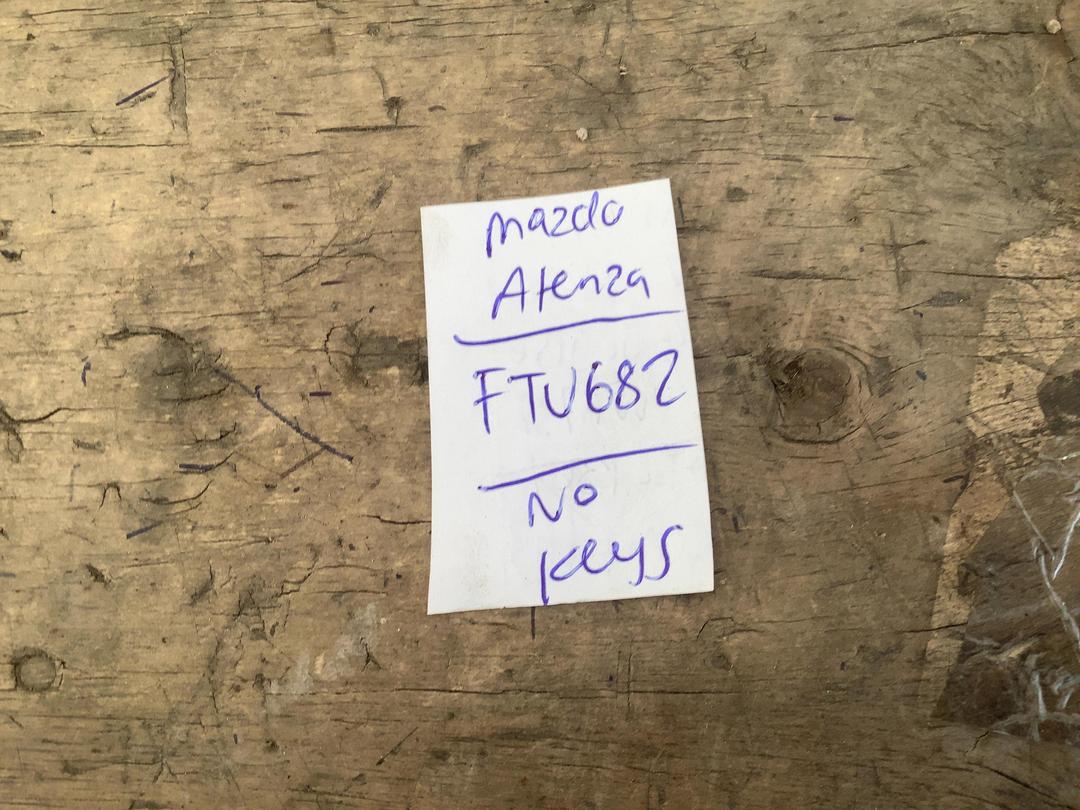 Mazda
Atenza
FTU682
No
keys